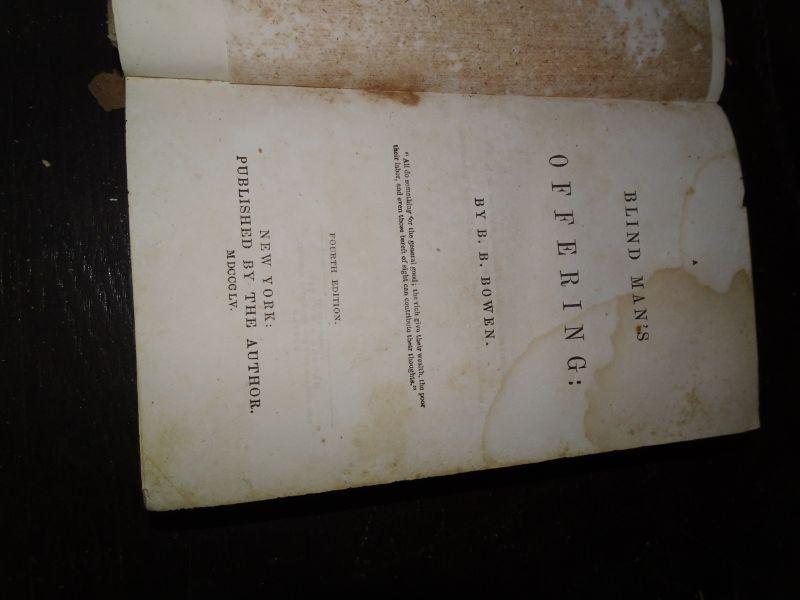 A
BLIND MAN'S
OFFERING:
BY B. B. BOWEN.
"All do something for the general good; the rich give their wealth, the poor
their labor, and even those bereft of sight can contribute their thoughts."
FOURTH EDITION.
NEW YORK:
PUBLISHED BY THE AUTHOR.
MDCCCLV.